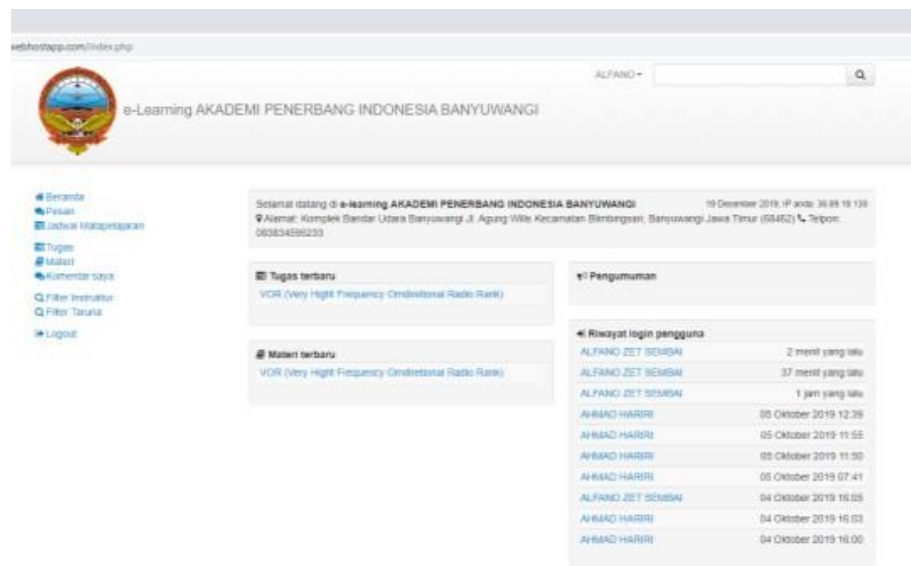 webhostapp.com/index.php
ALFANO
e-Learning AKADEMI PENERBANG INDONESIA BANYUWANGI
Beranda
Pesan
Jadwal Matapelajaran
Tugas
Materi
Komentar saya
Filter Instruktur
Filter Taruna
Logout
Selamat datang di e-learning AKADEMI PENERBANG INDONESIA BANYUWANGI
19 Desember 2019, IP anda:
Alamat: Komplek Bandar Udara Banyuwangi Jl. Agung Wilis Kecamatan Blimbingsari, Banyuwangi Jawa Timur (68462) Telpon:
083834595233
Tugas terbaru
VOR (Very Hight Frequency Omdiretional Radio Rank)
Materi terbaru
VOR (Very Hight Frequency Omdiretional Radio Rank)
Pengumuman
Riwayat login pengguna
ALFANO ZET SEMBAI 2 menit yang lalu
ALFANO ZET SEMBAI 37 menit yang lalu
ALFANO ZET SEMBAI 1 jam yang lalu
AHMAD HARIRI 05 Oktober 2019 12:39
AHMAD HARIRI 05 Oktober 2019 11:55
AHMAD HARIRI 05 Oktober 2019 11:50
AHMAD HARIRI 05 Oktober 2019 07:41
ALFANO ZET SEMBAI 04 Oktober 2019 16:05
AHMAD HARIRI 04 Oktober 2019 16:03
AHMAD HARIRI 04 Oktober 2019 16:00